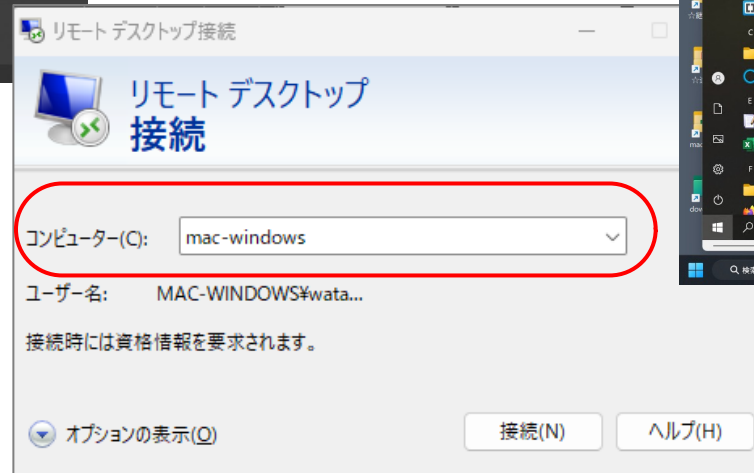 リモート デスクトップ接続
リモート デスクトップ
接続
コンピューター(C): mac-windows
ユーザー名: MAC-WINDOWS¥wata...
接続時には資格情報を要求されます。
オプションの表示(O) 接続(N) ヘルプ(H)